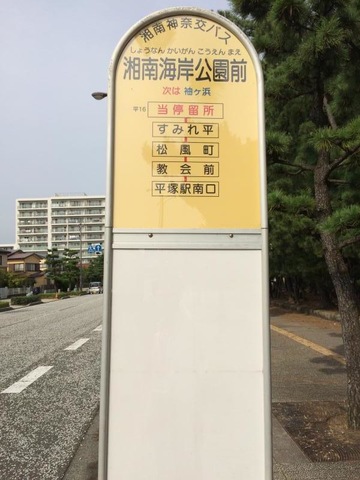 湘南神奈交バス
しょうなん かいがん こうえん まえ
湘南海岸公園前
次は 袖ヶ浜
平16 当停留所
すみれ平
松風町
教会前
平塚駅南口